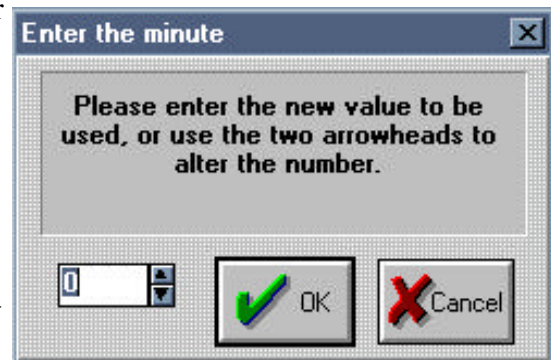 r
Enter the minute
Please enter the new value to be
used, or use the two arrowheads to
alter the number.
0
OK
Cancel